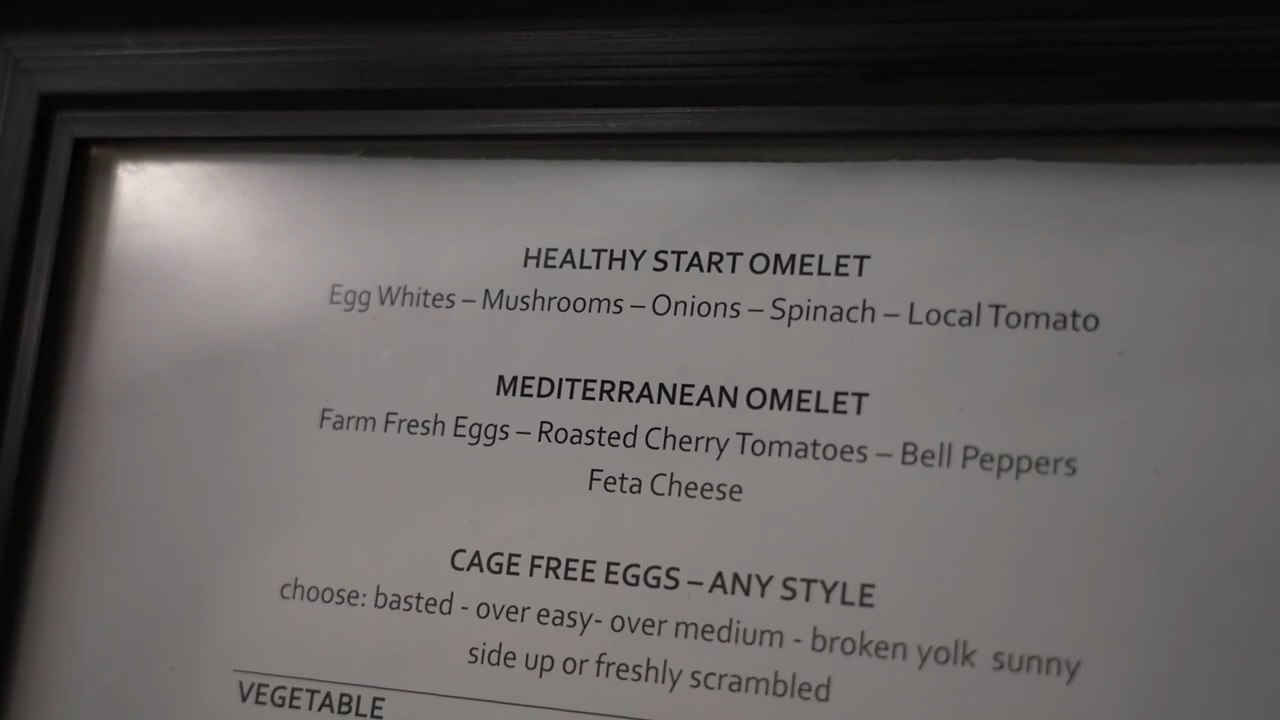 HEALTHY START OMELET
Egg Whites – Mushrooms – Onions – Spinach – Local Tomato
MEDITERRANEAN OMELET
Farm Fresh Eggs – Roasted Cherry Tomatoes – Bell Peppers
Feta Cheese
CAGE FREE EGGS – ANY STYLE
choose: basted - over easy- over medium - broken yolk sunny
side up or freshly scrambled
VEGETABLE